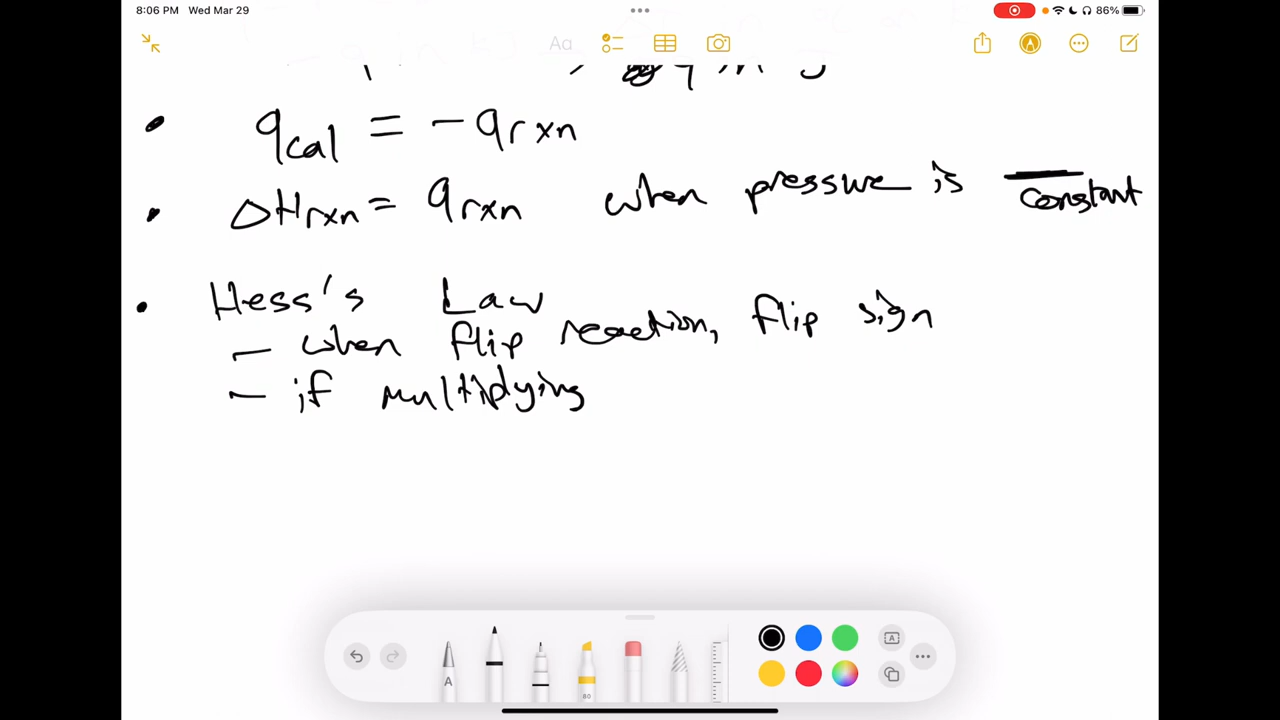 8:06 PM Wed Mar 29
86%
Aa
• qcal = -qrxn
• ΔHrxn = qrxn when pressure is constant
• Hess's Law
- when flip reaction, flip sign
- if multiplying
A
80
A